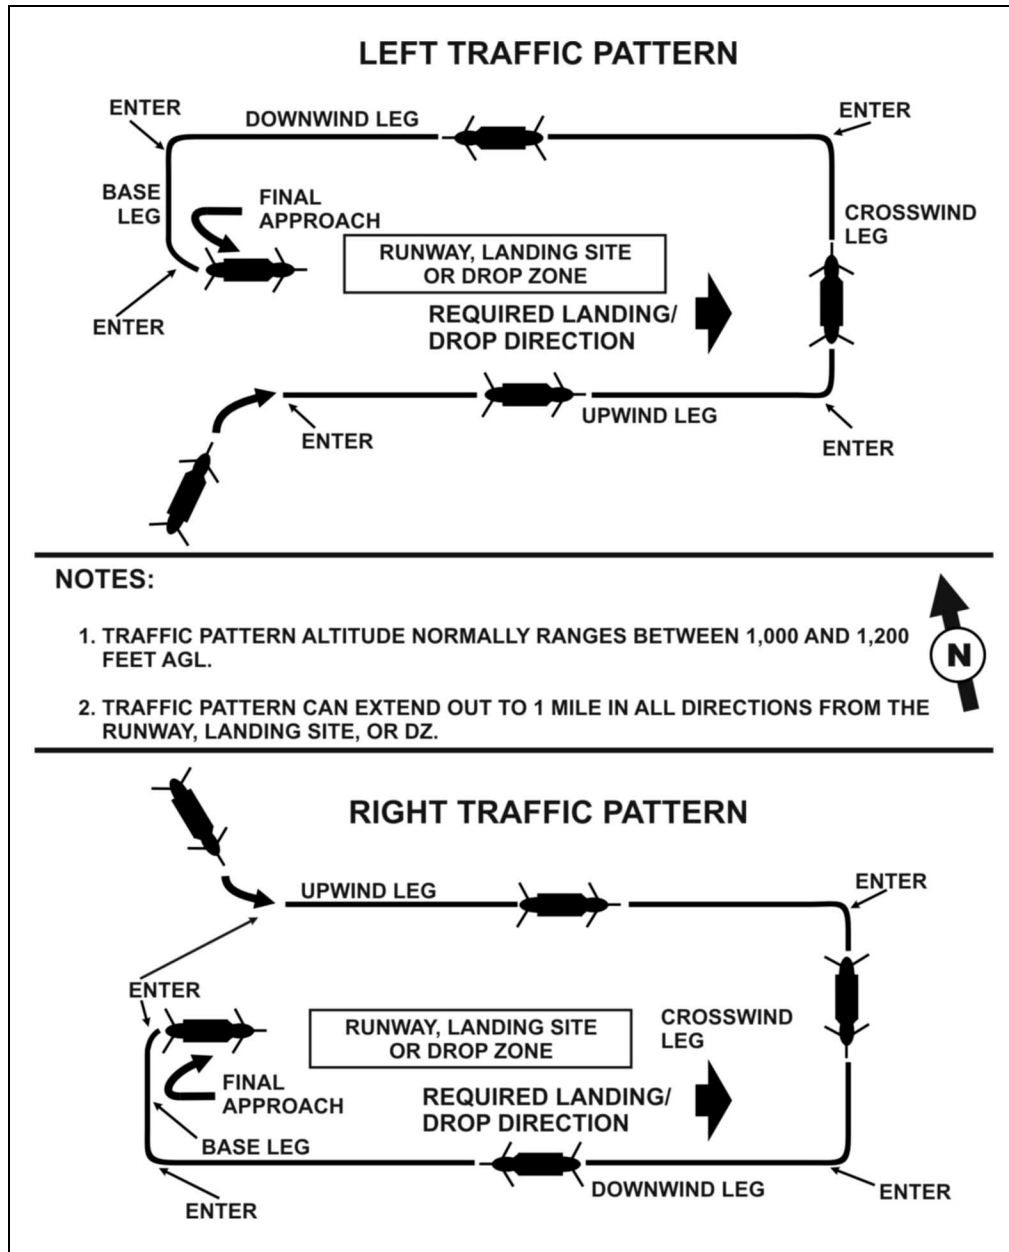 LEFT TRAFFIC PATTERN
ENTER
DOWNWIND LEG
ENTER
BASE
LEG
FINAL
APPROACH
CROSSWIND
LEG
RUNWAY, LANDING SITE
OR DROP ZONE
REQUIRED LANDING/
DROP DIRECTION
ENTER
UPWIND LEG
ENTER
ENTER
NOTES:
1. TRAFFIC PATTERN ALTITUDE NORMALLY RANGES BETWEEN 1,000 AND 1,200
FEET AGL.
N
2. TRAFFIC PATTERN CAN EXTEND OUT TO 1 MILE IN ALL DIRECTIONS FROM THE
RUNWAY, LANDING SITE, OR DZ.
RIGHT TRAFFIC PATTERN
UPWIND LEG
ENTER
ENTER
RUNWAY, LANDING SITE
OR DROP ZONE
CROSSWIND
LEG
FINAL
APPROACH
REQUIRED LANDING/
DROP DIRECTION
BASE LEG
DOWNWIND LEG
ENTER
ENTER